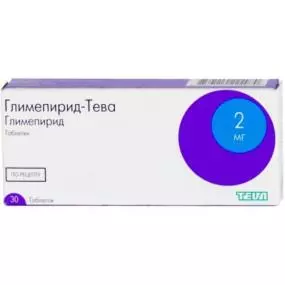 Глимепирид-Тева
Глимепирид
Таблетки
2
МГ
ПО РЕЦЕПТУ
30 Таблеток
TEVA